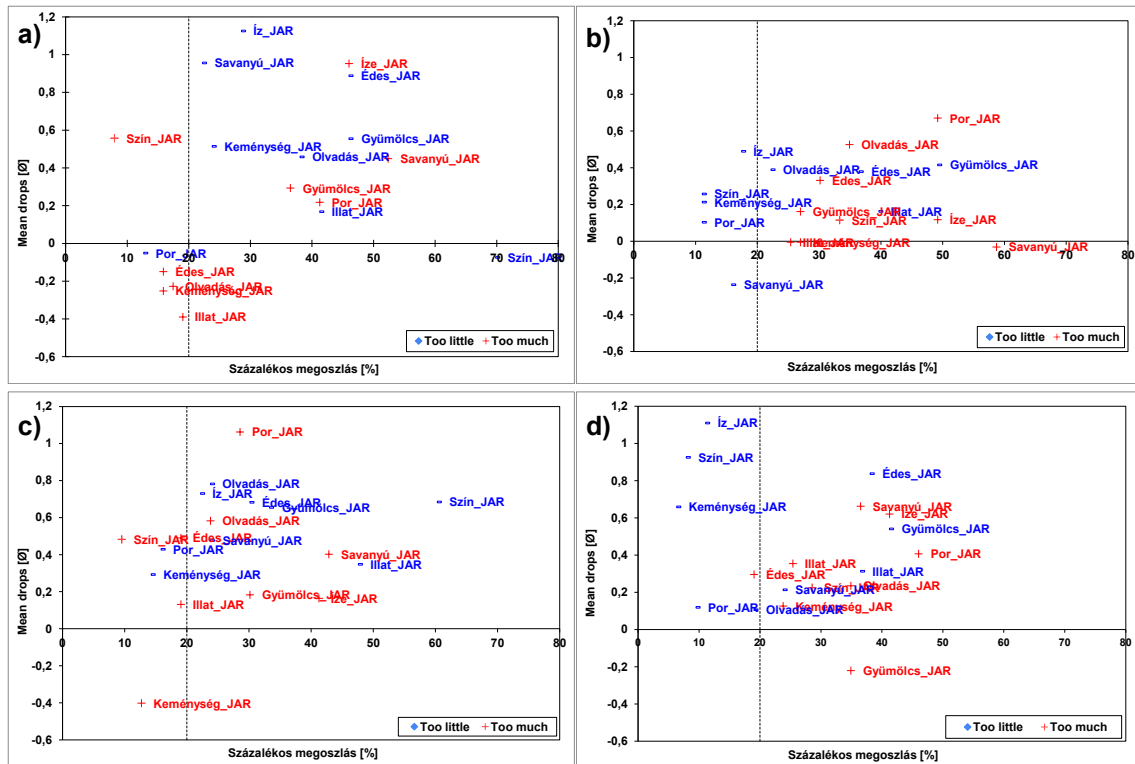 a)
Mean drops [Ø]
1,2
1
0,8
0,6
0,4
0,2
0
-0,2
-0,4
-0,6
0 10 20 30 40 50 60 70 80
Íz_JAR
Savanyú_JAR
Íze_JAR
Édes_JAR
Szín_JAR
Gyümölcs_JAR
Keménység_JAR
Olvadás_JAR
Savanyú_JAR
Gyümölcs_JAR
Por_JAR
Illat_JAR
Por_JAR
Szín_JAR
Édes_JAR
Olvadás_JAR
Keménység_JAR
Illat_JAR
Too little Too much
Százalékos megoszlás [%]
b)
Mean drops [Ø]
1,2
1
0,8
0,6
0,4
0,2
0
-0,2
-0,4
-0,6
0 10 20 30 40 50 60 70 80
Por_JAR
Olvadás_JAR
Íz_JAR
Gyümölcs_JAR
Olvadás_JAR
Édes_JAR
Édes_JAR
Szín_JAR
Keménység_JAR
Gyümölcs_JAR
Illat_JAR
Por_JAR
Szín_JAR
Íze_JAR
Illat_JAR
Keménység_JAR
Savanyú_JAR
Savanyú_JAR
Too little Too much
Százalékos megoszlás [%]
c)
Mean drops [Ø]
1,2
1
0,8
0,6
0,4
0,2
0
-0,2
-0,4
-0,6
0 10 20 30 40 50 60 70 80
Por_JAR
Olvadás_JAR
Íz_JAR
Édes_JAR
Gyümölcs_JAR
Szín_JAR
Olvadás_JAR
Szín_JAR
Édes_JAR
Savanyú_JAR
Por_JAR
Savanyú_JAR
Illat_JAR
Keménység_JAR
Gyümölcs_JAR
Íze_JAR
Illat_JAR
Keménység_JAR
Too little Too much
Százalékos megoszlás [%]
d)
Mean drops [Ø]
1,2
1
0,8
0,6
0,4
0,2
0
-0,2
-0,4
-0,6
0 10 20 30 40 50 60 70 80
Íz_JAR
Szín_JAR
Édes_JAR
Keménység_JAR
Savanyú_JAR
Íze_JAR
Gyümölcs_JAR
Por_JAR
Illat_JAR
Édes_JAR
Illat_JAR
Szín_JAR
Olvadás_JAR
Savanyú_JAR
Por_JAR
Olvadás_JAR
Keménység_JAR
Gyümölcs_JAR
Too little Too much
Százalékos megoszlás [%]